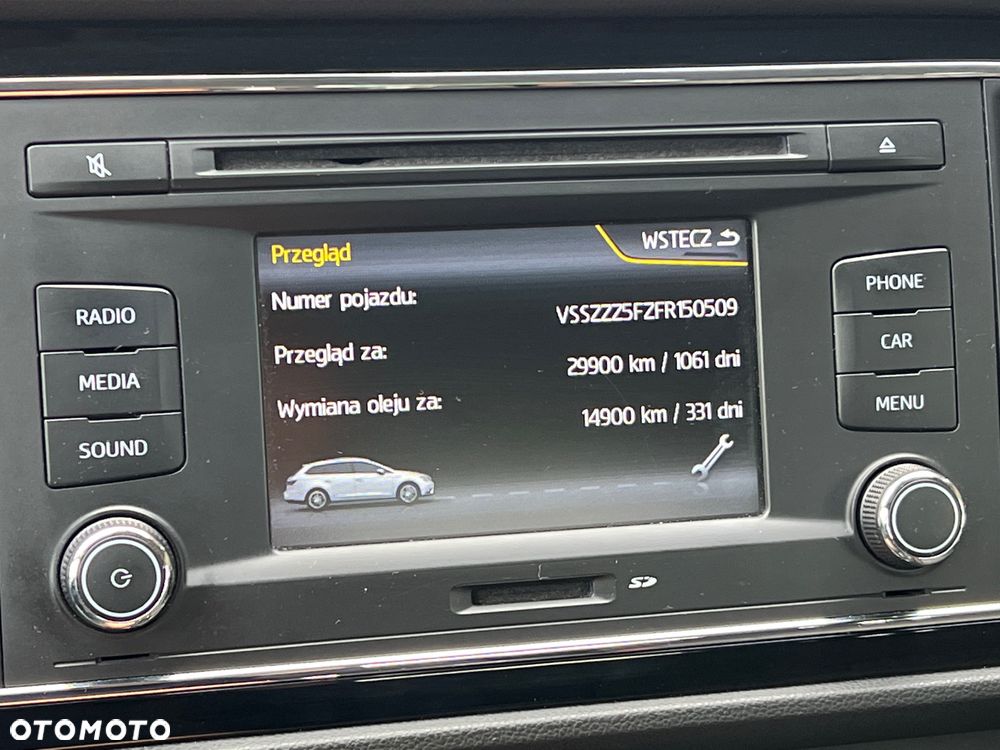 Przegląd
WSTECZ
Numer pojazdu:
VSSZZZ5FZFR150509
Przegląd za:
29900 km / 1061 dni
Wymiana oleju za:
14900 km / 331 dni
RADIO
MEDIA
SOUND
PHONE
CAR
MENU
SD
OTOMOTO